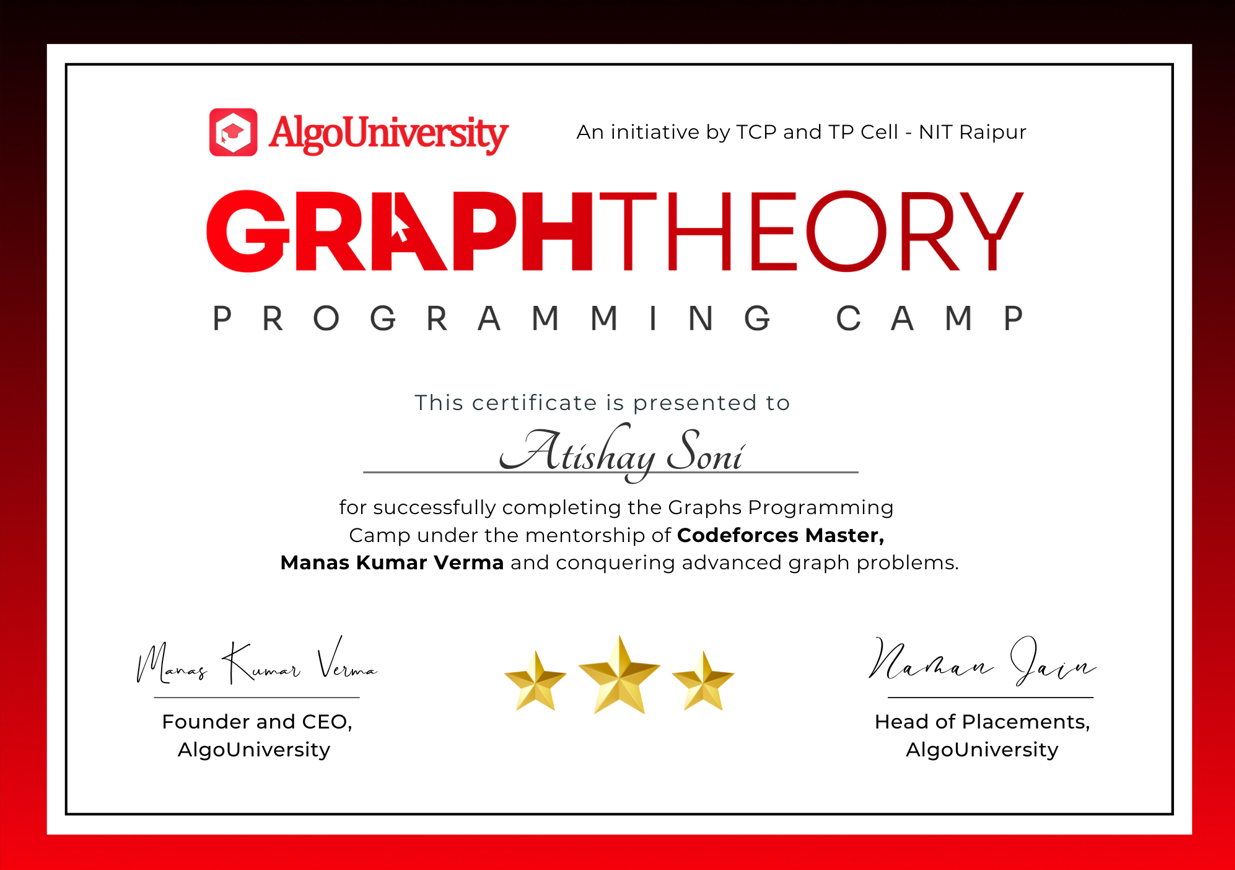 AlgoUniversity
An initiative by TCP and TP Cell - NIT Raipur
GRAPHTHEORY
PROGRAMMING CAMP
This certificate is presented to
Atishay Soni
for successfully completing the Graphs Programming
Camp under the mentorship of Codeforces Master,
Manas Kumar Verma and conquering advanced graph problems.
Manas Kumar Verma
Founder and CEO,
AlgoUniversity
Naman Jain
Head of Placements,
AlgoUniversity